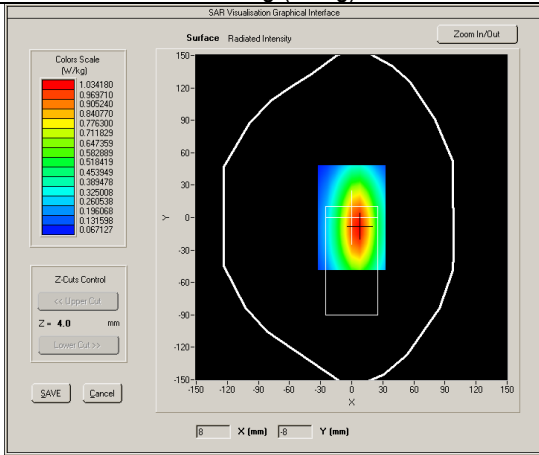 SAR Visualisation Graphical Interface
Surface Radiated Intensity
Zoom In/Out
Colors Scale
(W/kg)
1.034180
0.969710
0.905240
0.840770
0.776300
0.711829
0.647359
0.582889
0.518419
0.453949
0.389478
0.325008
0.260538
0.196068
0.131598
0.067127
Z-Cuts Control
<< Upper Cut
Z = 4.0 mm
Lower Cut >>
SAVE Cancel
150
120
90
60
30
0
-30
-60
-90
-120
-150
Y
-150 -120 -90 -60 -30 0 30 60 90 120 150
X
8 X (mm) -8 Y (mm)